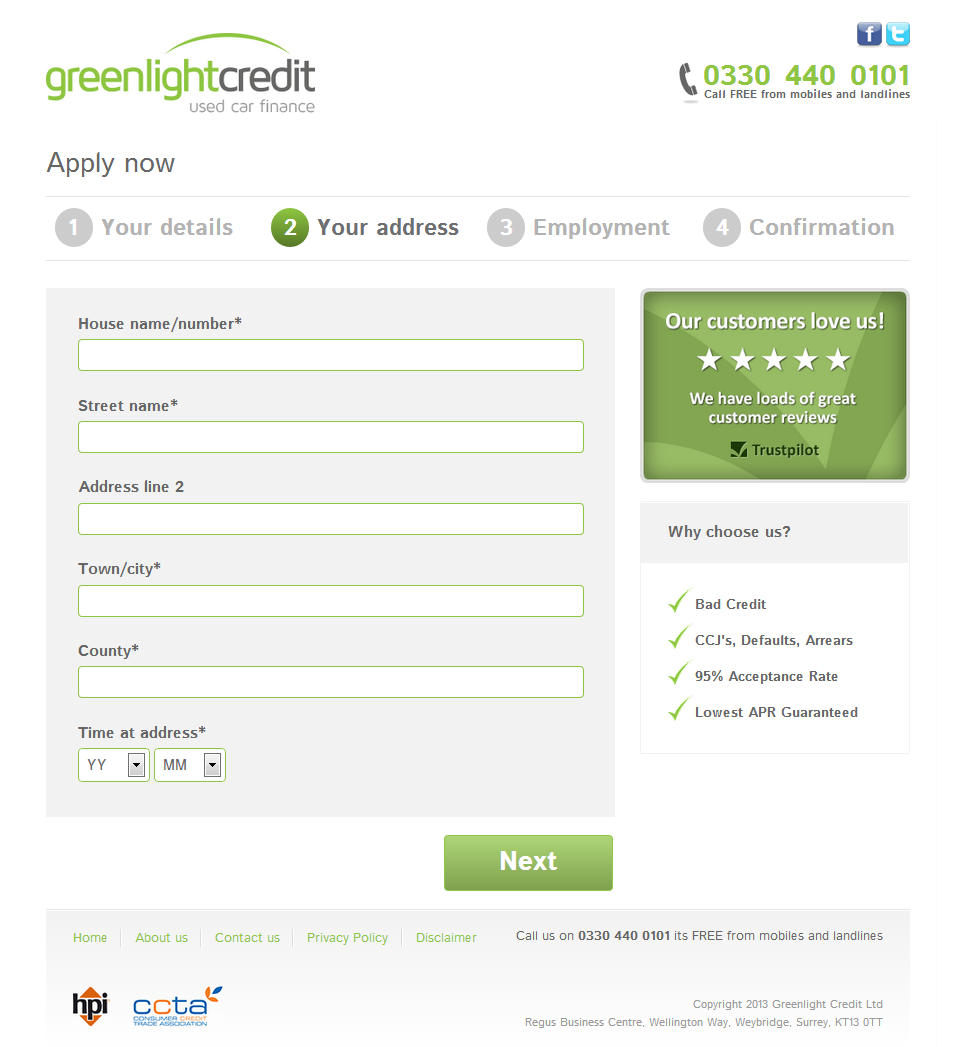 greenlightcredit
used car finance
f t
0330 440 0101
Call FREE from mobiles and landlines
Apply now
1 Your details 2 Your address 3 Employment 4 Confirmation
House name/number*
Street name*
Address line 2
Town/city*
County*
Time at address*
YY MM
Next
Our customers love us!
We have loads of great
customer reviews
Trustpilot
Why choose us?
Bad Credit
CCJ's, Defaults, Arrears
95% Acceptance Rate
Lowest APR Guaranteed
Home About us Contact us Privacy Policy Disclaimer
Call us on 0330 440 0101 its FREE from mobiles and landlines
hpi
ccta
CONSUMER CREDIT
TRADE ASSOCIATION
Copyright 2013 Greenlight Credit Ltd
Regus Business Centre, Wellington Way, Weybridge, Surrey, KT13 0TT